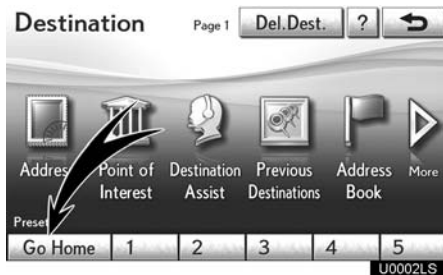 Destination Page 1 Del.Dest. ?
Address Point of Interest Destination Assist Previous Destinations Address Book More
Preset
Go Home 1 2 3 4 5
U0002LS